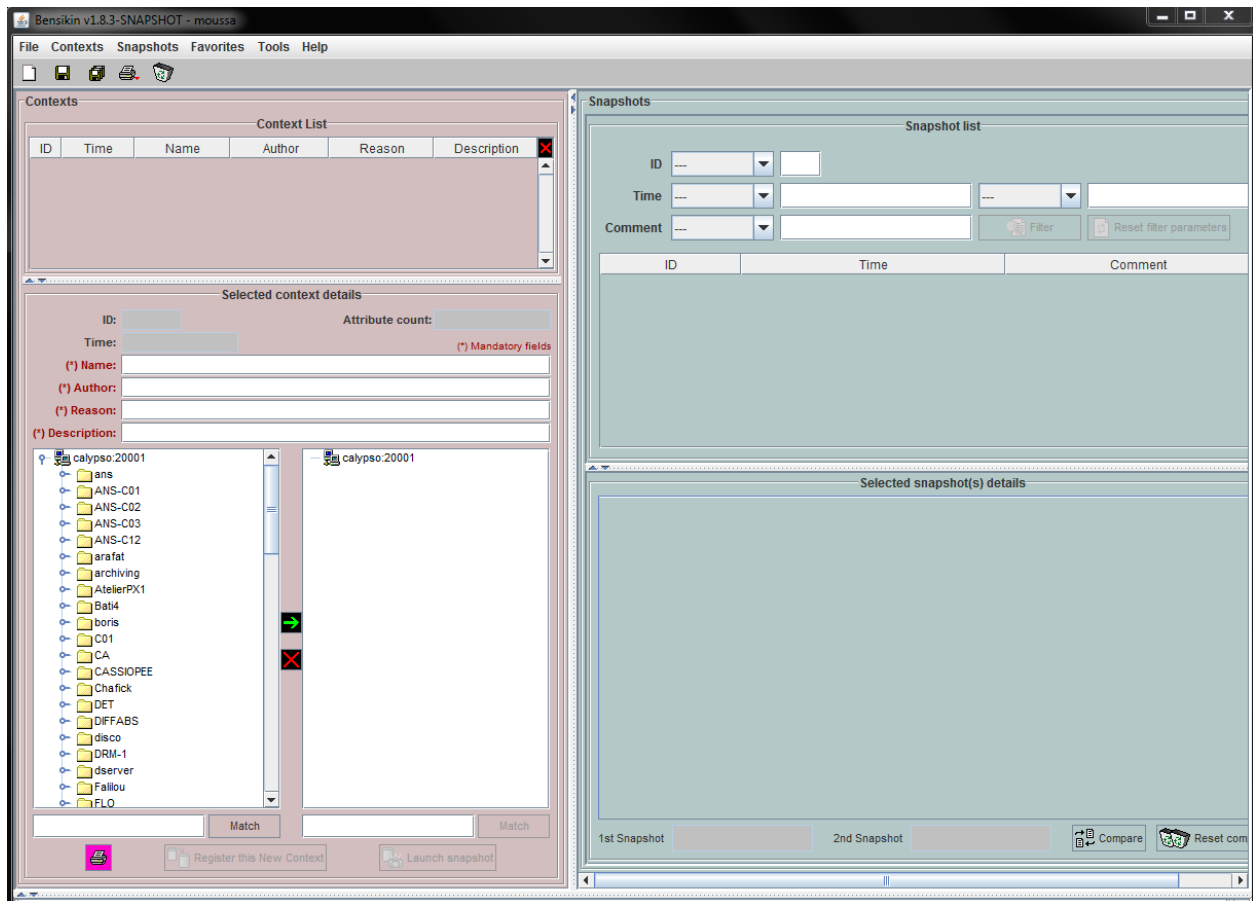 Bensikin v1.8.3-SNAPSHOT - moussa
File Contexts Snapshots Favorites Tools Help
Contexts
Context List
ID Time Name Author Reason Description
Selected context details
ID: Attribute count:
Time: (*) Mandatory fields
(*) Name:
(*) Author:
(*) Reason:
(*) Description:
calypso:20001
ans
ANS-C01
ANS-C02
ANS-C03
ANS-C12
arafat
archiving
AtelierPX1
Bati4
boris
C01
CA
CASSIOPEE
Chafick
DET
DIFFABS
disco
DRM-1
dserver
Falilou
FLO
calypso:20001
Match Match
Register this New Context Launch snapshot
Snapshots
Snapshot list
ID ---
Time --- ---
Comment --- Filter Reset filter parameters
ID Time Comment
Selected snapshot(s) details
1st Snapshot 2nd Snapshot Compare Reset com